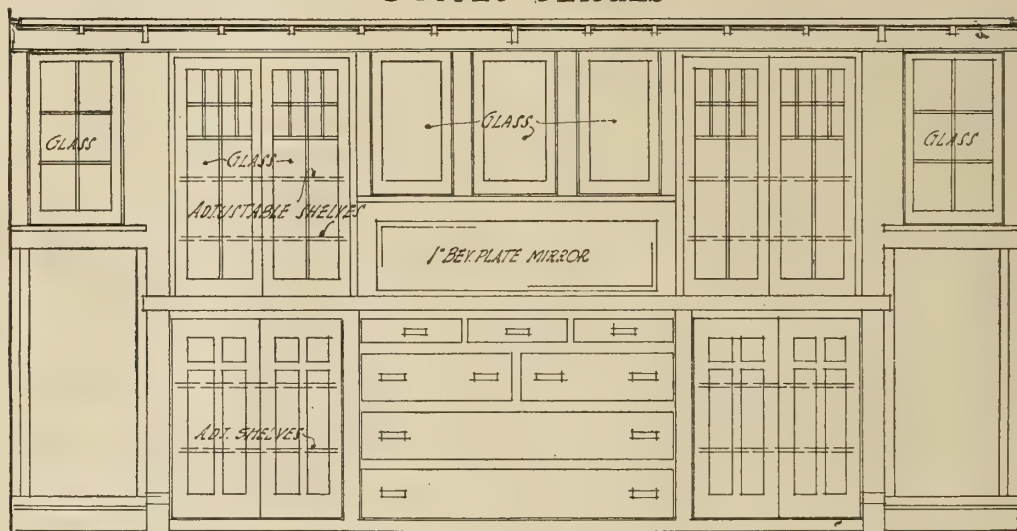 GLASS
GLASS
GLASS
GLASS
ADJUSTABLE SHELVES
1" BEV. PLATE MIRROR
ADJ. SHELVES